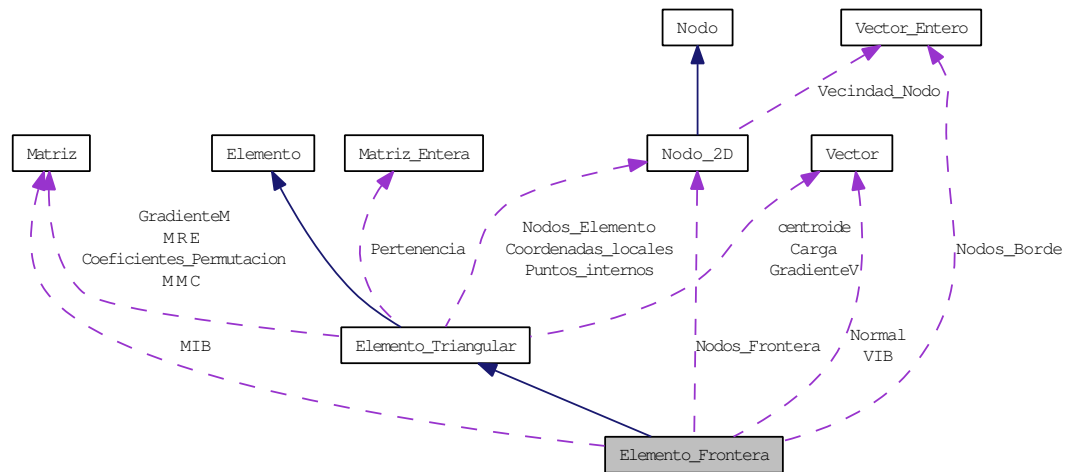 Nodo
Vector_Entero
Vecindad_Nodo
Matriz
Elemento
Matriz_Entera
Nodo_2D
Vector
GradienteM
MRE
Coeficientes_Permutacion
MMC
Pertenencia
Nodos_Elemento
Coordenadas_locales
Puntos_internos
centroide
Carga
GradienteV
Nodos_Borde
Elemento_Triangular
MIB
Nodos_Frontera
Normal
VIB
Elemento_Frontera